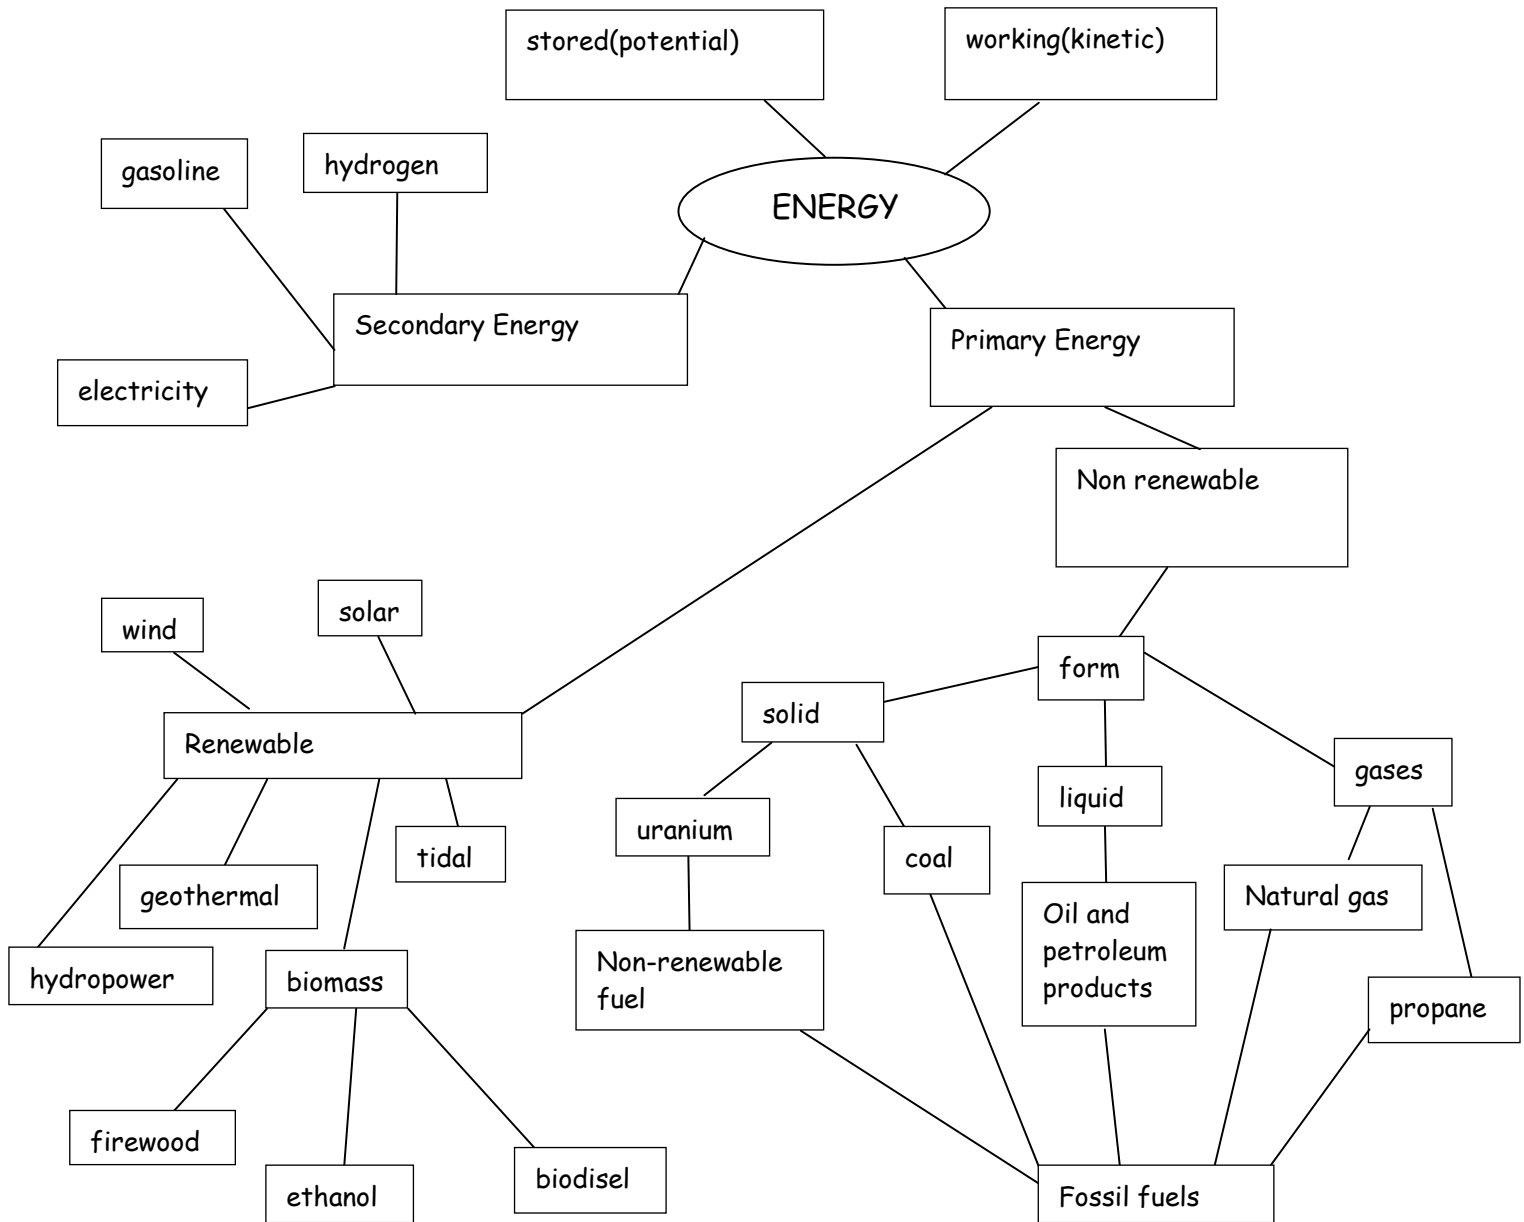 stored(potential)
working(kinetic)
gasoline
hydrogen
ENERGY
Secondary Energy
Primary Energy
electricity
Non renewable
wind
solar
form
solid
Renewable
gases
liquid
uranium
coal
tidal
geothermal
Natural gas
Oil and
petroleum
products
Non-renewable
fuel
hydropower
biomass
propane
firewood
biodisel
ethanol
Fossil fuels